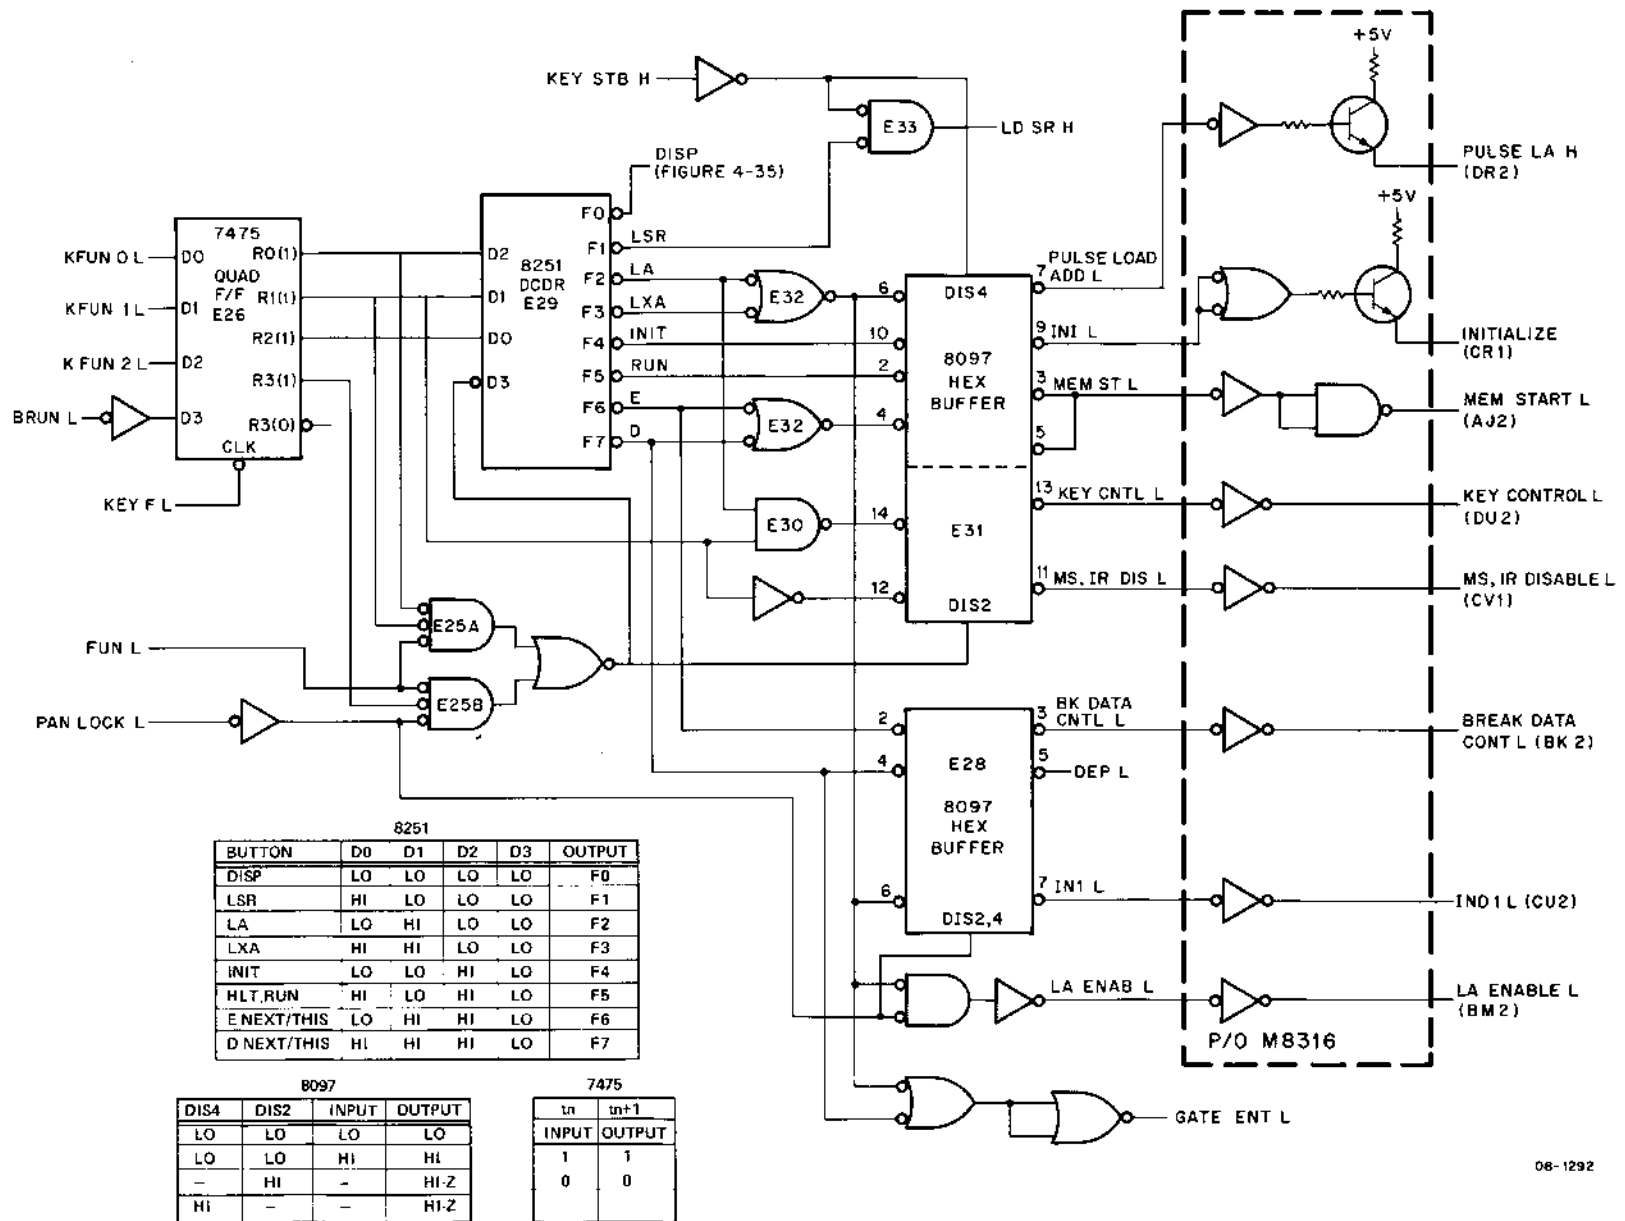 +5V
KEY STB H
E33
LD SR H
DISP
(FIGURE 4-35)
PULSE LA H
(DR2)
+5V
7475
QUAD
F/F
E26
KFUN 0 L
KFUN 1 L
K FUN 2 L
BRUN L
D0
D1
D2
D3
R0(1)
R1(1)
R2(1)
R3(1)
R3(0)
CLK
KEY F L
8251
DCDR
E29
D2
D1
D0
D3
F0
F1
F2
F3
F4
F5
F6
F7
LSR
LA
LXA
INIT
RUN
E
D
E32
E32
E30
6
10
2
4
14
12
DIS4
8097
HEX
BUFFER
E31
DIS2
PULSE LOAD
7 ADD L
9 INI L
3 MEM ST L
5
13 KEY CNTL L
11 MS, IR DIS L
INITIALIZE
(CR1)
MEM START L
(AJ2)
KEY CONTROL L
(DU2)
MS, IR DISABLE L
(CV1)
FUN L
PAN LOCK L
E25A
E25B
2
4
6
E28
8097
HEX
BUFFER
DIS2,4
BK DATA
3 CNTL L
5
DEP L
7 IN1 L
BREAK DATA
CONT L (BK 2)
IND1 L (CU2)
LA ENAB L
LA ENABLE L
(BM2)
P/O M8316
GATE ENT L
8251
BUTTON D0 D1 D2 D3 OUTPUT
DISP LO LO LO LO F0
LSR HI LO LO LO F1
LA LO HI LO LO F2
LXA HI HI LO LO F3
INIT LO LO HI LO F4
HLT,RUN HI LO HI LO F5
E NEXT/THIS LO HI HI LO F6
D NEXT/THIS HI HI HI LO F7
8097
DIS4 DIS2 INPUT OUTPUT
LO LO LO LO
LO LO HI HI
– HI – HI-Z
HI – – HI-Z
7475
tn tn+1
INPUT OUTPUT
1 1
0 0
08-1292